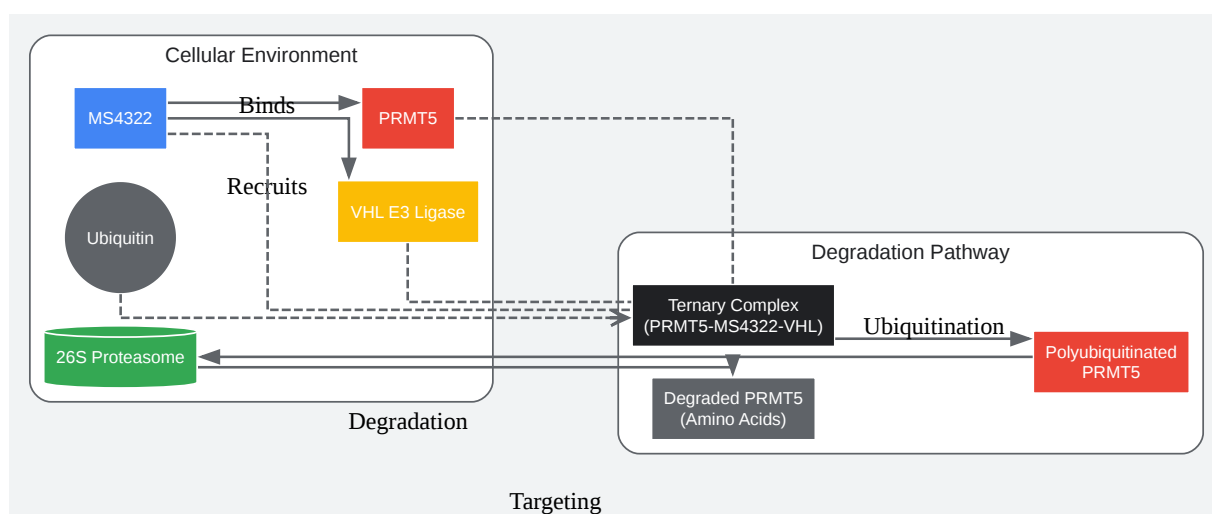 Cellular Environment
MS4322
Binds
PRMT5
Recruits
VHL E3 Ligase
Ubiquitin
26S Proteasome
Degradation Pathway
Ternary Complex
(PRMT5-MS4322-VHL)
Ubiquitination
Polyubiquitinated
PRMT5
Degraded PRMT5
(Amino Acids)
Degradation
Targeting